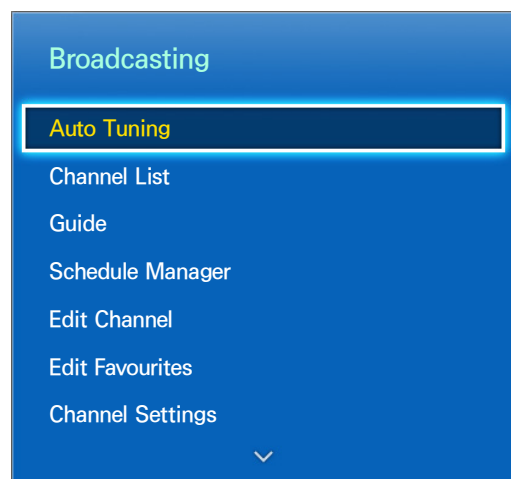 Broadcasting
Auto Tuning
Channel List
Guide
Schedule Manager
Edit Channel
Edit Favourites
Channel Settings